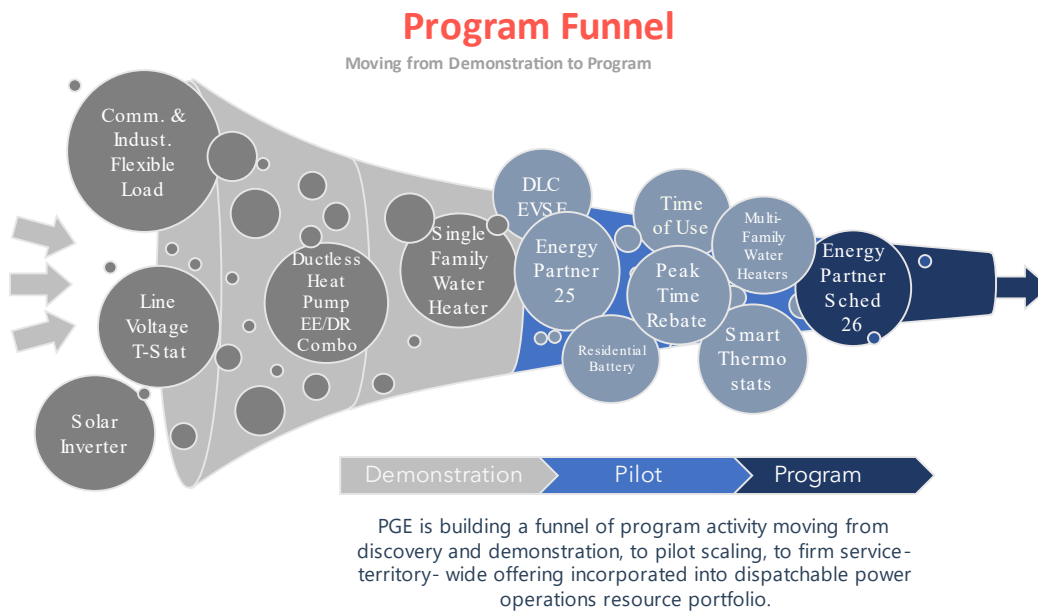 Program Funnel
Moving from Demonstration to Program
Comm. &
Indust.
Flexible
Load
Line
Voltage
T-Stat
Solar
Inverter
Ductless
Heat
Pump
EE/DR
Combo
Single
Family
Water
Heater
DLC
EVSE
Energy
Partner
25
Residential
Battery
Time
of Use
Peak
Time
Rebate
Multi-
Family
Water
Heaters
Smart
Thermo
stats
Energy
Partner
Sched
26
Demonstration
Pilot
Program
PGE is building a funnel of program activity moving from
discovery and demonstration, to pilot scaling, to firm service-
territory- wide offering incorporated into dispatchable power
operations resource portfolio.